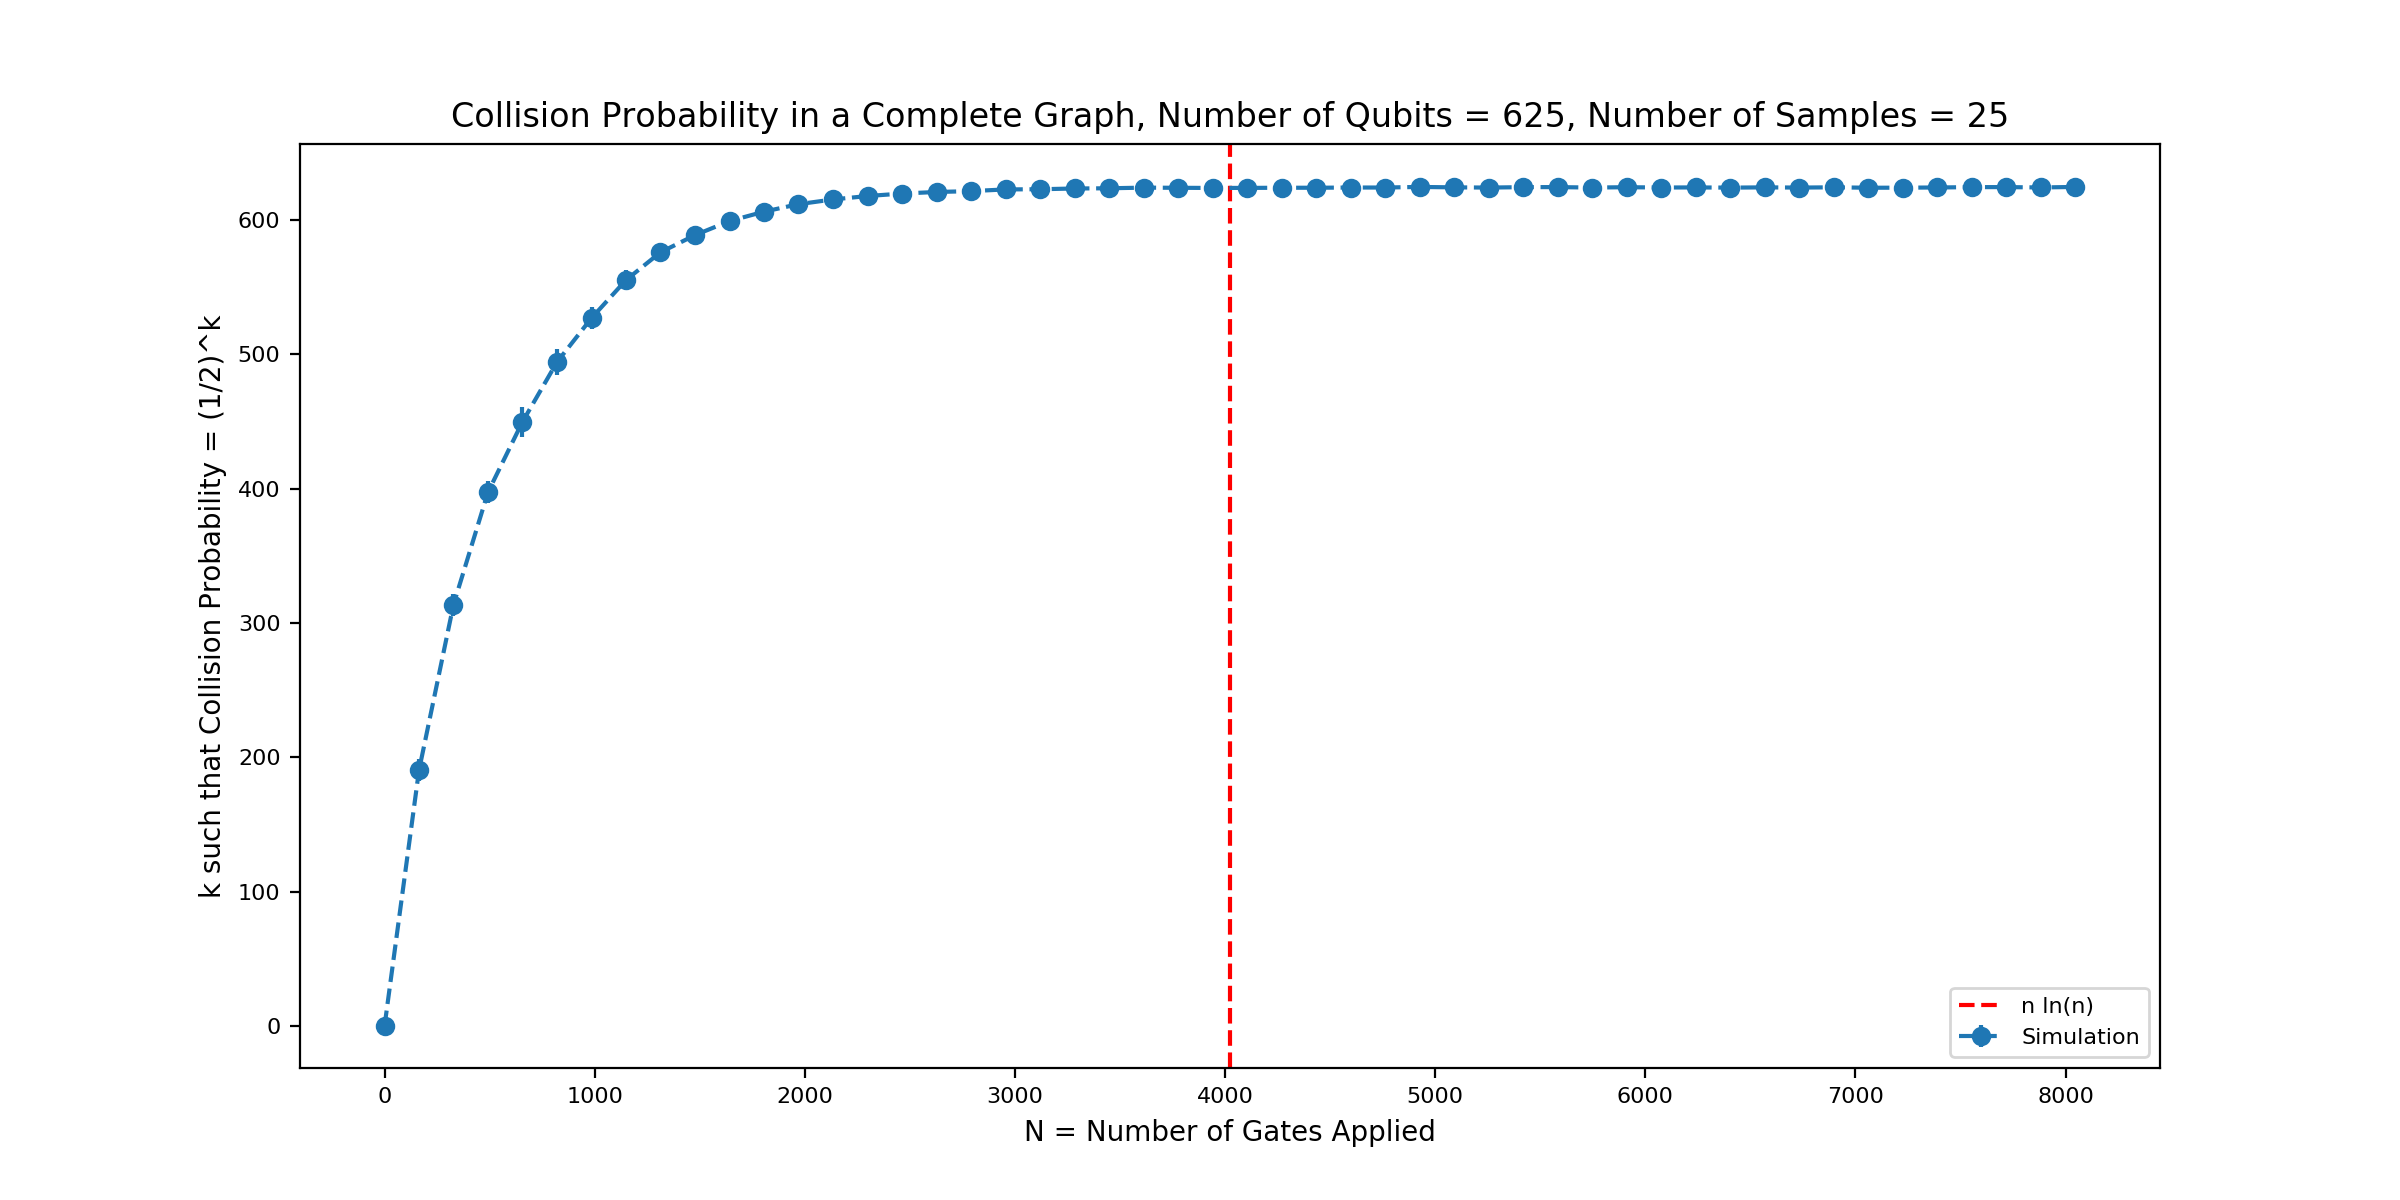 Collision Probability in a Complete Graph, Number of Qubits = 625, Number of Samples = 25
k such that Collision Probability = (1/2)^k
600
500
400
300
200
100
0
n ln(n)
Simulation
0 1000 2000 3000 4000 5000 6000 7000 8000
N = Number of Gates Applied